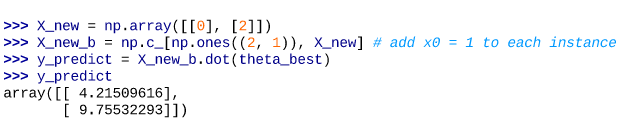 >>> X_new = np.array([[0], [2]])
>>> X_new_b = np.c_[np.ones((2, 1)), X_new] # add x0 = 1 to each instance
>>> y_predict = X_new_b.dot(theta_best)
>>> y_predict
array([[ 4.21509616],
       [ 9.75532293]])